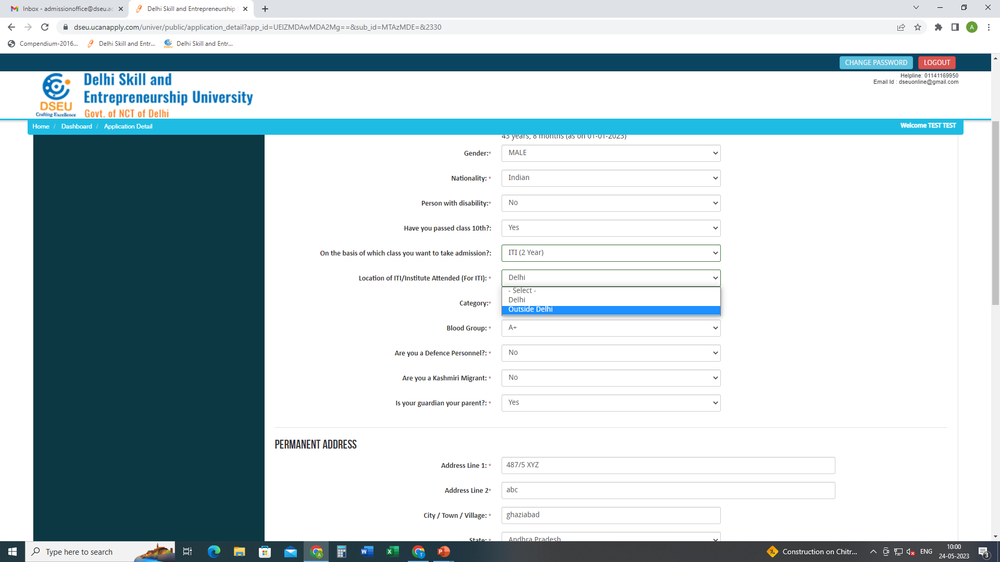 Inbox - admissionoffice@dseu.ac
Delhi Skill and Entrepreneurship
dseu.ucanapply.com/univer/public/application_detail?app_id=UEIZMDAwMDA2Mg==&sub_id=MTAzMDE=&2330
A
Compendium-2016...
Delhi Skill and Entr...
Delhi Skill and Entr...
CHANGE PASSWORD
LOGOUT
Helpline: 01141169950
Email Id : dseuonline@gmail.com
DSEU
Crafting Excellence
Delhi Skill and
Entrepreneurship University
Govt. of NCT of Delhi
Home / Dashboard / Application Detail
Welcome TEST TEST
43 years, 8 months (as on 01-01-2023)
Gender:* MALE
Nationality: * Indian
Person with disability:* No
Have you passed class 10th?: Yes
On the basis of which class you want to take admission?: ITI (2 Year)
Location of ITI/Institute Attended (For ITI): * Delhi
- Select -
Delhi
Outside Delhi
Category:*
Blood Group: * A+
Are you a Defence Personnel?: * No
Are you a Kashmiri Migrant: * No
Is your guardian your parent?: * Yes
PERMANENT ADDRESS
Address Line 1: * 487/5 XYZ
Address Line 2* abc
City / Town / Village: * ghaziabad
State: * Andhra Pradesh
Type here to search
Construction on Chitr...
ENG
10:00
24-05-2023
3